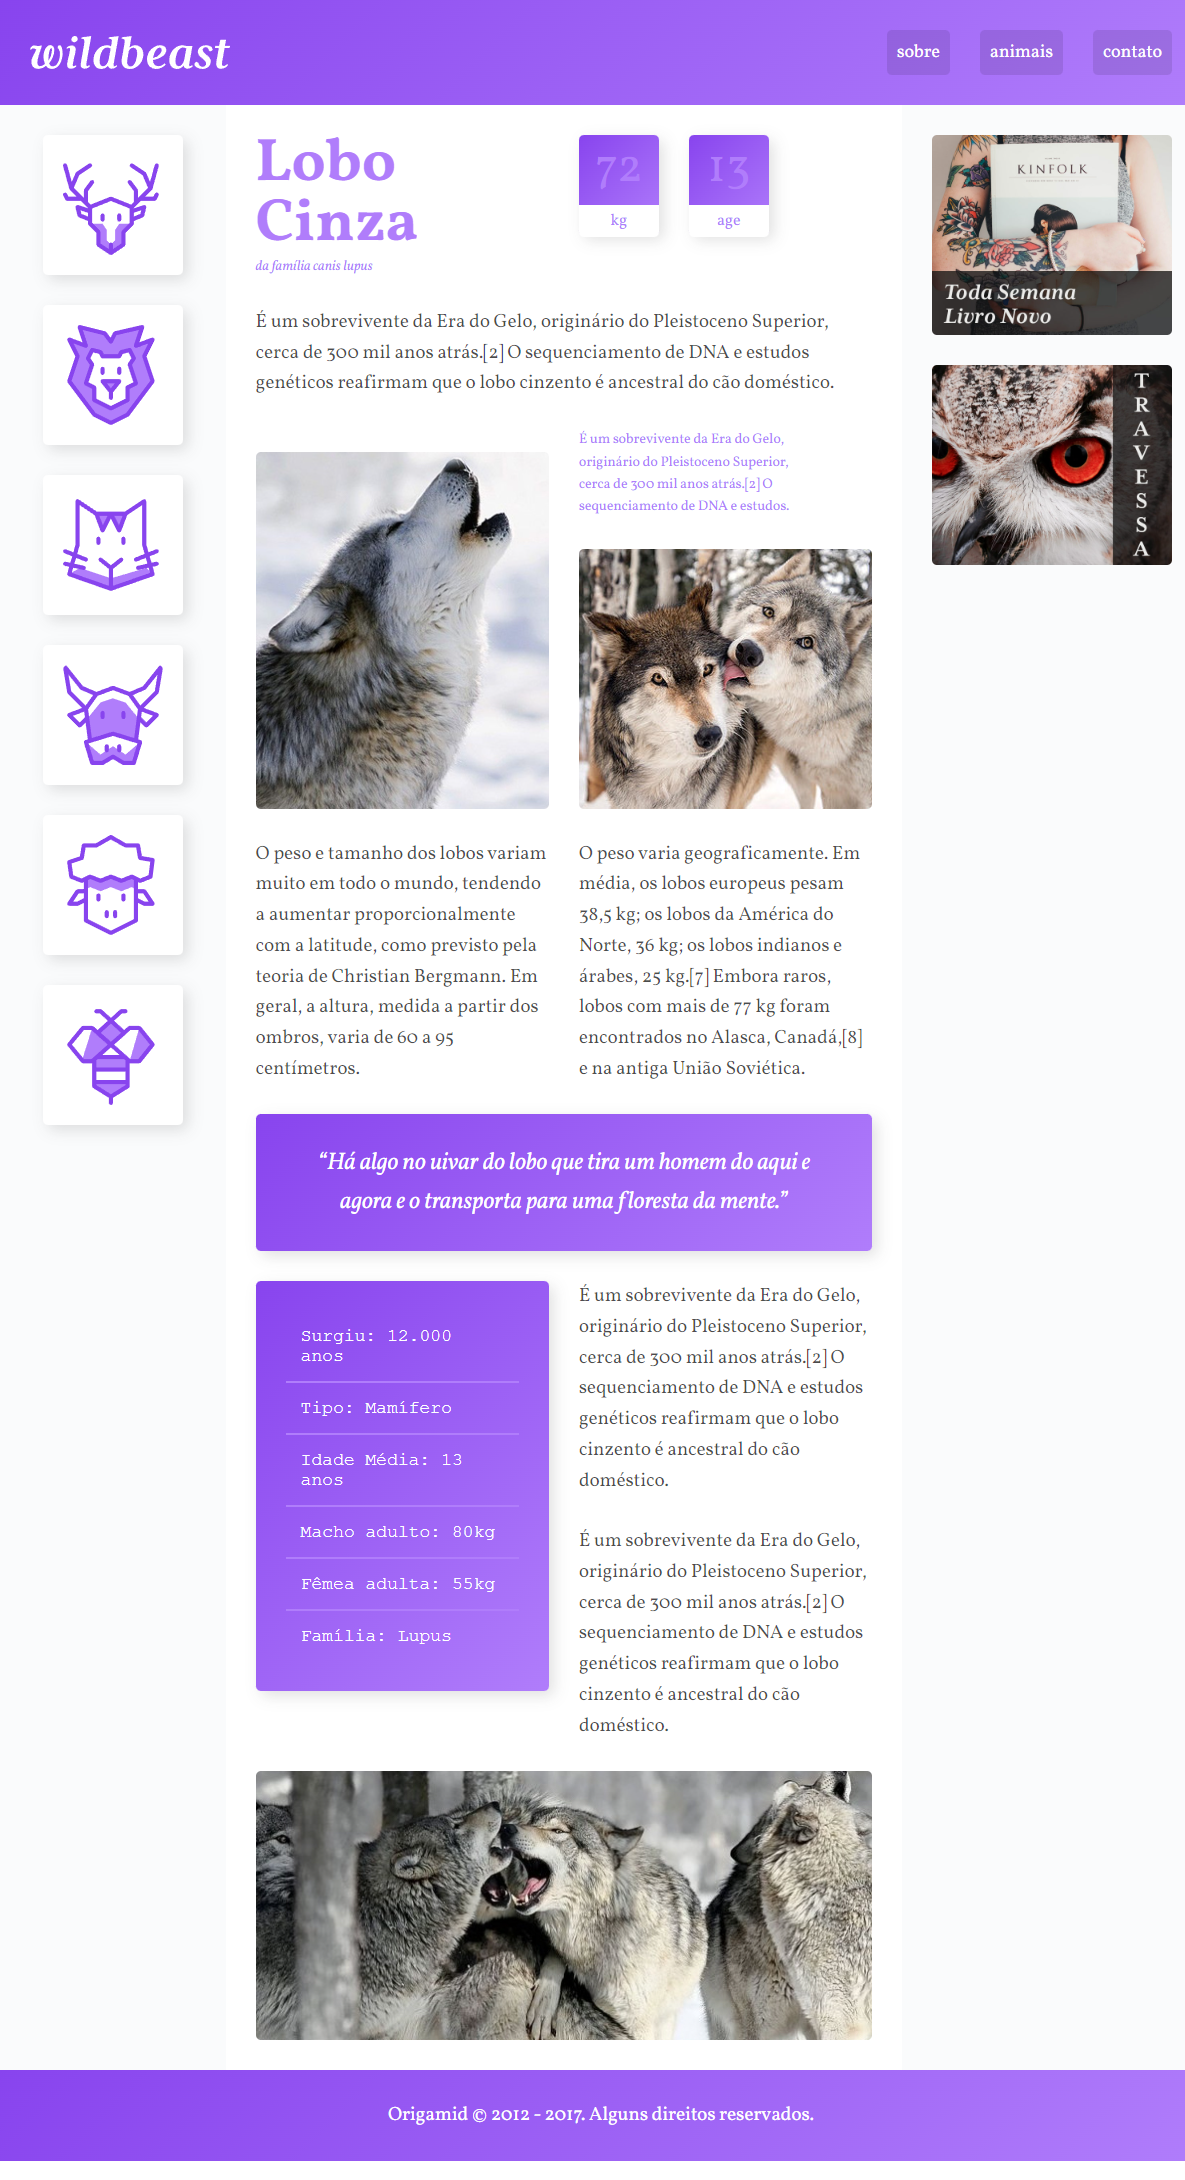 wildbeast
sobre
animais
contato
Lobo
Cinza
da família canis lupus
72
kg
13
age
É um sobrevivente da Era do Gelo, originário do Pleistoceno Superior,
cerca de 300 mil anos atrás.[2] O sequenciamento de DNA e estudos
genéticos reafirmam que o lobo cinzento é ancestral do cão doméstico.
É um sobrevivente da Era do Gelo,
originário do Pleistoceno Superior,
cerca de 300 mil anos atrás.[2] O
sequenciamento de DNA e estudos.
O peso e tamanho dos lobos variam
muito em todo o mundo, tendendo
a aumentar proporcionalmente
com a latitude, como previsto pela
teoria de Christian Bergmann. Em
geral, a altura, medida a partir dos
ombros, varia de 60 a 95
centímetros.
O peso varia geograficamente. Em
média, os lobos europeus pesam
38,5 kg; os lobos da América do
Norte, 36 kg; os lobos indianos e
árabes, 25 kg.[7] Embora raros,
lobos com mais de 77 kg foram
encontrados no Alasca, Canadá,[8]
e na antiga União Soviética.
“Há algo no uivar do lobo que tira um homem do aqui e
agora e o transporta para uma floresta da mente.”
Surgiu: 12.000
anos
Tipo: Mamífero
Idade Média: 13
anos
Macho adulto: 80kg
Fêmea adulta: 55kg
Família: Lupus
É um sobrevivente da Era do Gelo,
originário do Pleistoceno Superior,
cerca de 300 mil anos atrás.[2] O
sequenciamento de DNA e estudos
genéticos reafirmam que o lobo
cinzento é ancestral do cão
doméstico.
É um sobrevivente da Era do Gelo,
originário do Pleistoceno Superior,
cerca de 300 mil anos atrás.[2] O
sequenciamento de DNA e estudos
genéticos reafirmam que o lobo
cinzento é ancestral do cão
doméstico.
KINFOLK
Toda Semana
Livro Novo
TRAVESSA
Origamid © 2012 - 2017. Alguns direitos reservados.